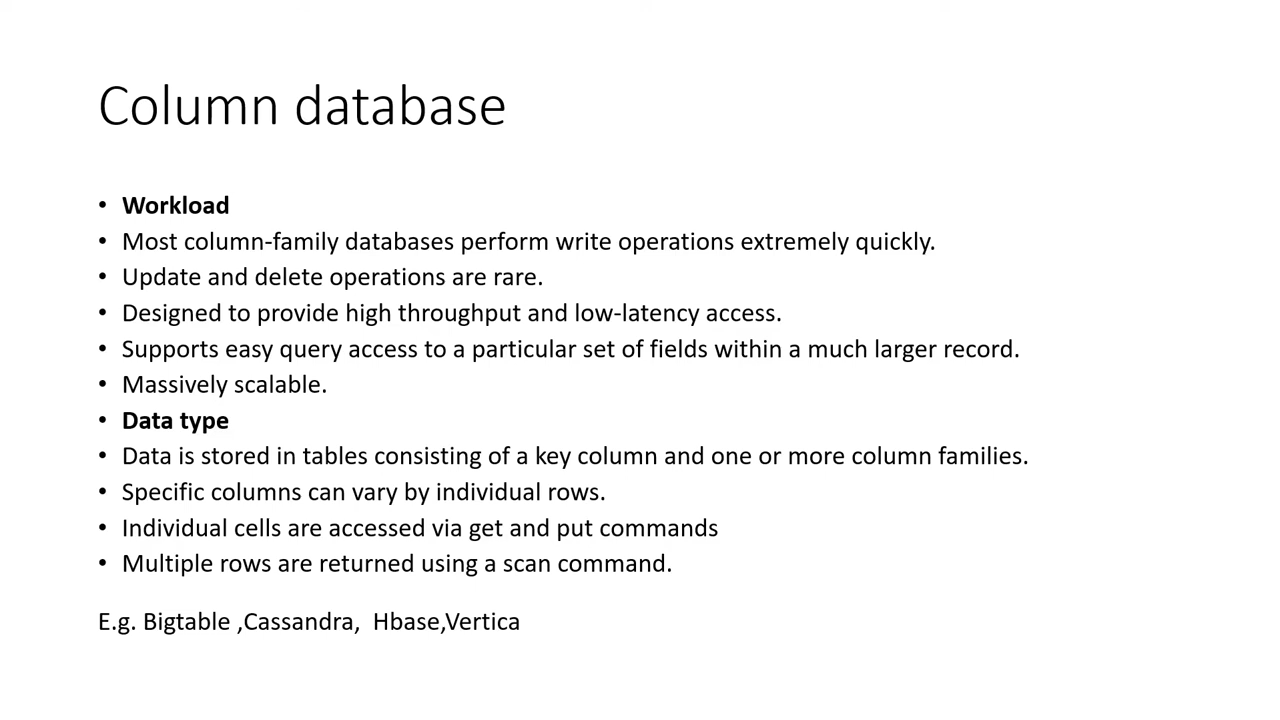 Column database
• Workload
• Most column-family databases perform write operations extremely quickly.
• Update and delete operations are rare.
• Designed to provide high throughput and low-latency access.
• Supports easy query access to a particular set of fields within a much larger record.
• Massively scalable.
• Data type
• Data is stored in tables consisting of a key column and one or more column families.
• Specific columns can vary by individual rows.
• Individual cells are accessed via get and put commands
• Multiple rows are returned using a scan command.
E.g. Bigtable ,Cassandra,  Hbase,Vertica